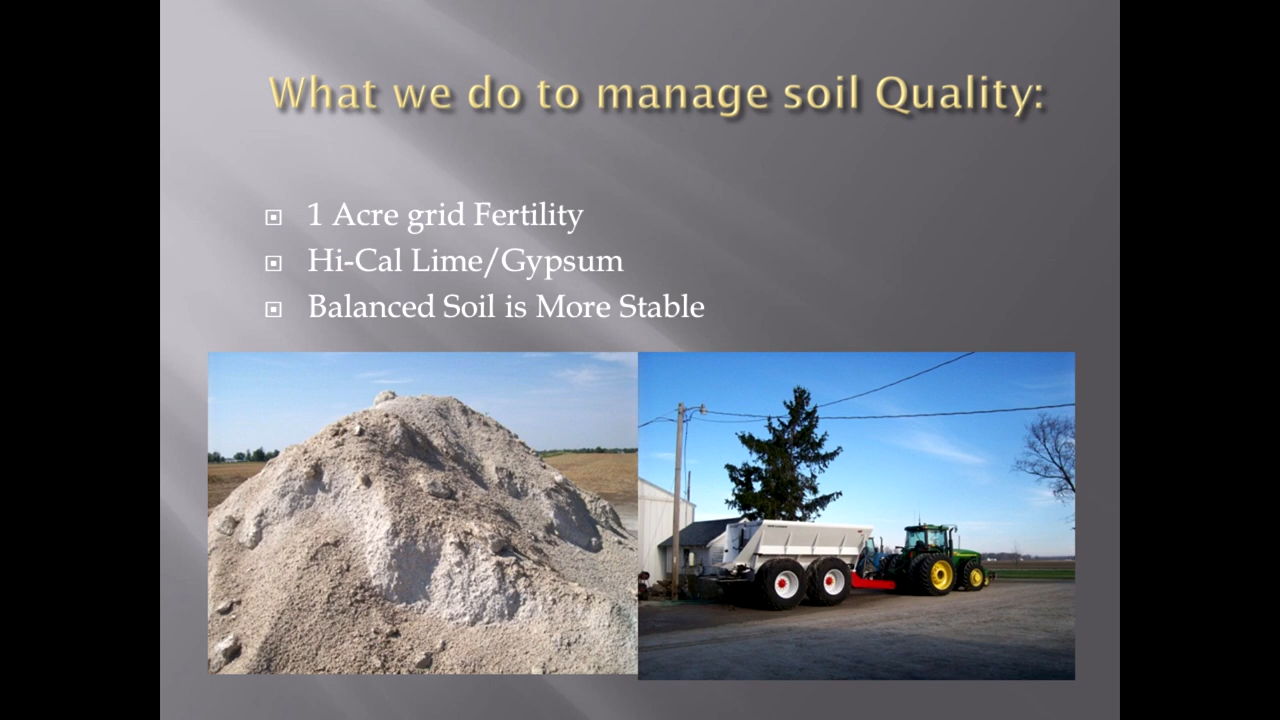 What we do to manage soil Quality:
1 Acre grid Fertility
Hi-Cal Lime/Gypsum
Balanced Soil is More Stable